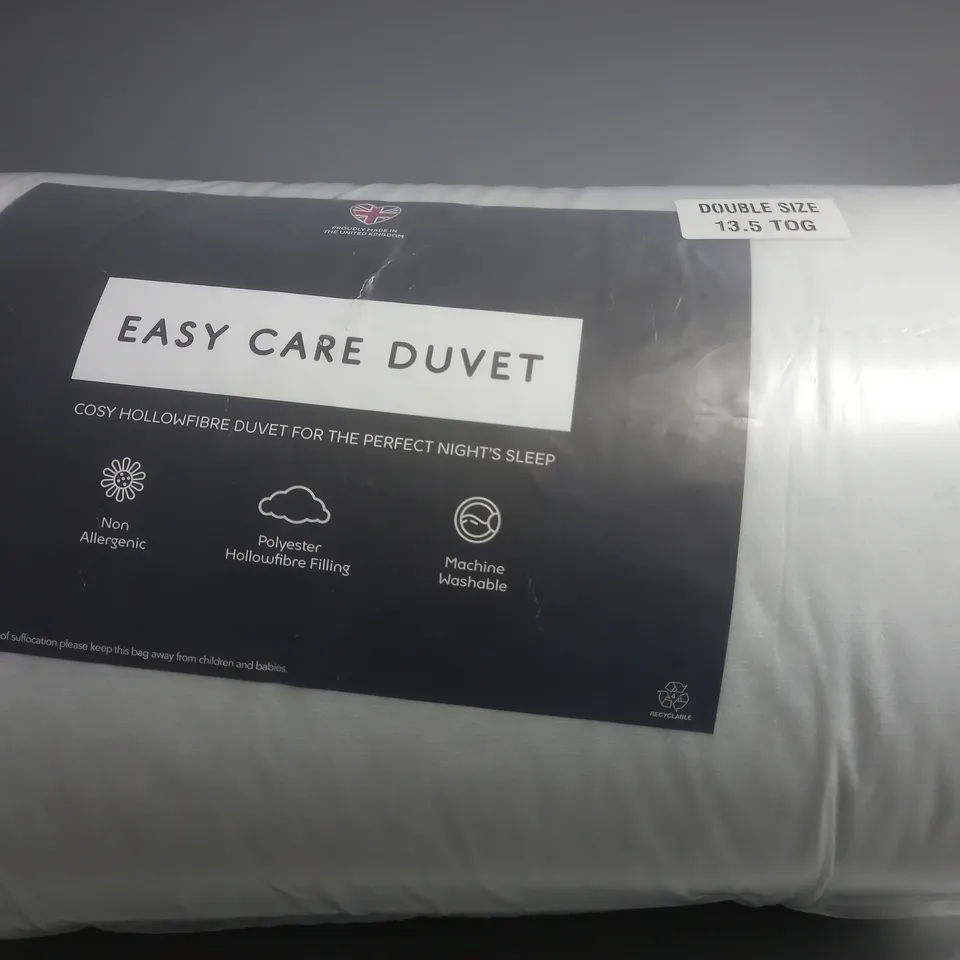 DOUBLE SIZE
13.5 TOG
PROUDLY MADE IN
THE UNITED KINGDOM
EASY CARE DUVET
COSY HOLLOWFIBRE DUVET FOR THE PERFECT NIGHT'S SLEEP
Non
Allergenic
Polyester
Hollowfibre Filling
Machine
Washable
of suffocation please keep this bag away from children and babies.
4
RECYCLABLE